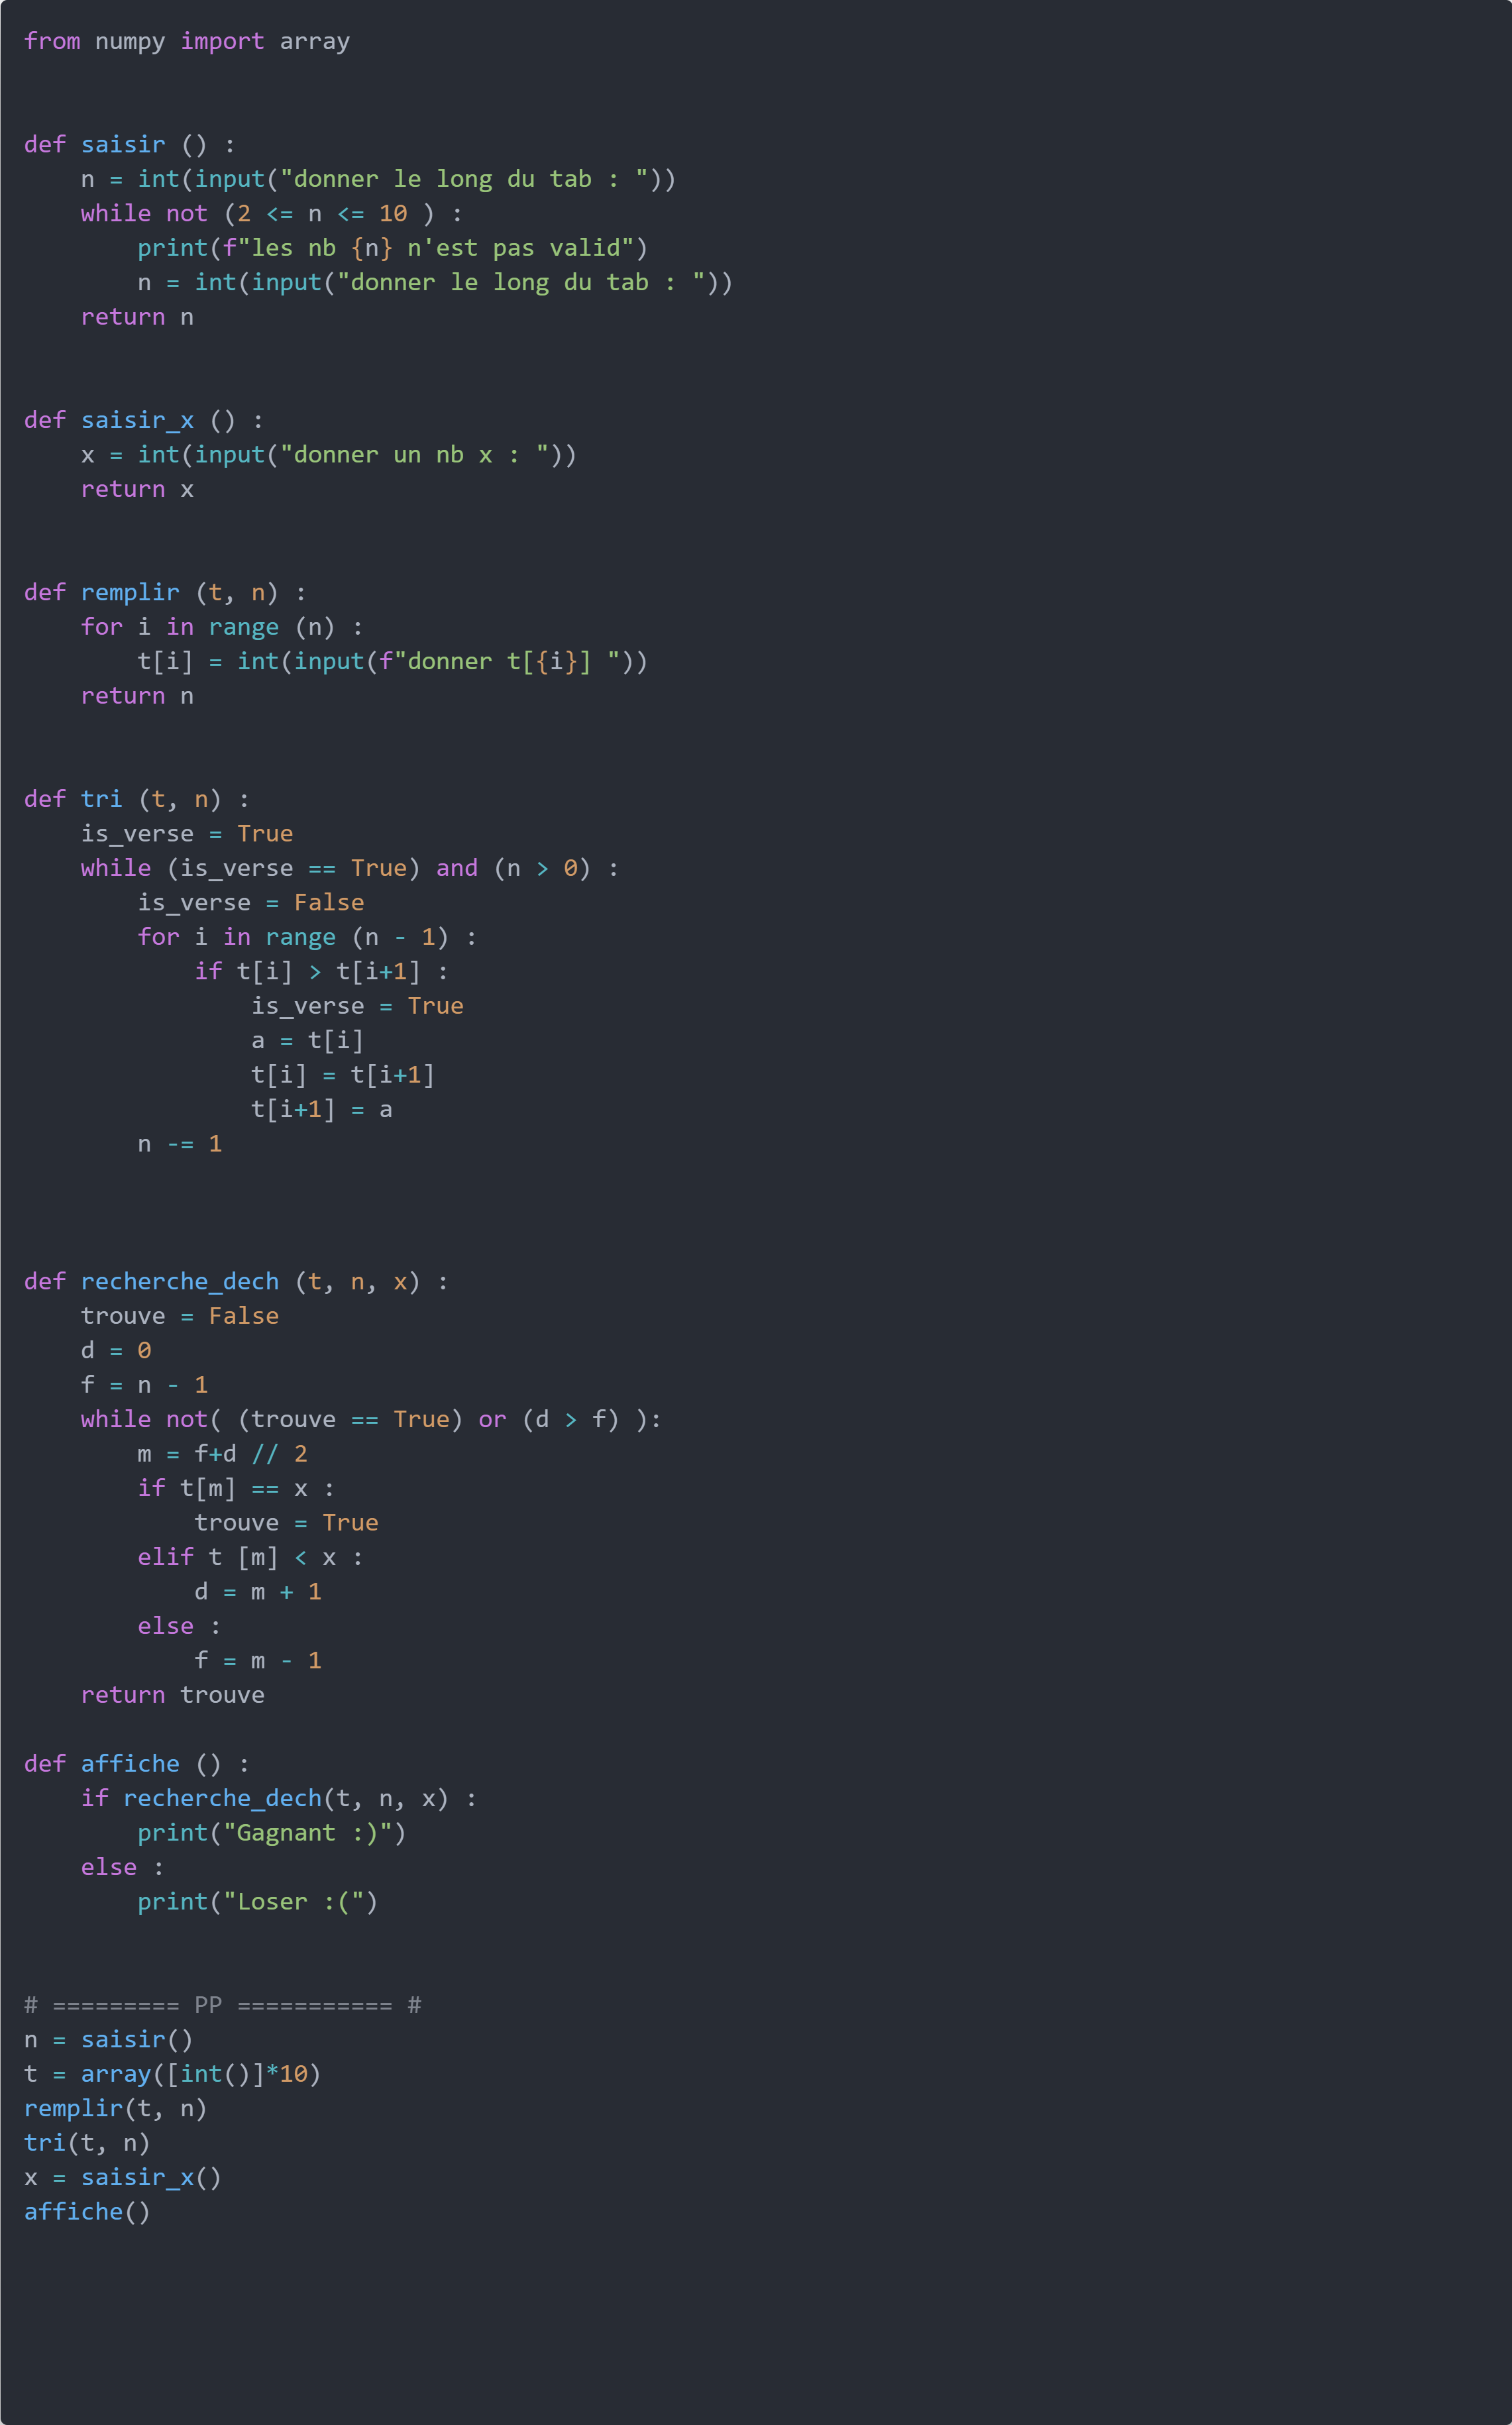 from numpy import array
def saisir () :
    n = int(input("donner le long du tab : "))
    while not (2 <= n <= 10 ) :
        print(f"les nb {n} n'est pas valid")
        n = int(input("donner le long du tab : "))
    return n
def saisir_x () :
    x = int(input("donner un nb x : "))
    return x
def remplir (t, n) :
    for i in range (n) :
        t[i] = int(input(f"donner t[{i}] "))
    return n
def tri (t, n) :
    is_verse = True
    while (is_verse == True) and (n > 0) :
        is_verse = False
        for i in range (n - 1) :
            if t[i] > t[i+1] :
                is_verse = True
                a = t[i]
                t[i] = t[i+1]
                t[i+1] = a
        n -= 1
def recherche_dech (t, n, x) :
    trouve = False
    d = 0
    f = n - 1
    while not( (trouve == True) or (d > f) ):
        m = f+d // 2
        if t[m] == x :
            trouve = True
        elif t [m] < x :
            d = m + 1
        else :
            f = m - 1
    return trouve
def affiche () :
    if recherche_dech(t, n, x) :
        print("Gagnant :)")
    else :
        print("Loser :(")
# ========= PP =========== #
n = saisir()
t = array([int()]*10)
remplir(t, n)
tri(t, n)
x = saisir_x()
affiche()